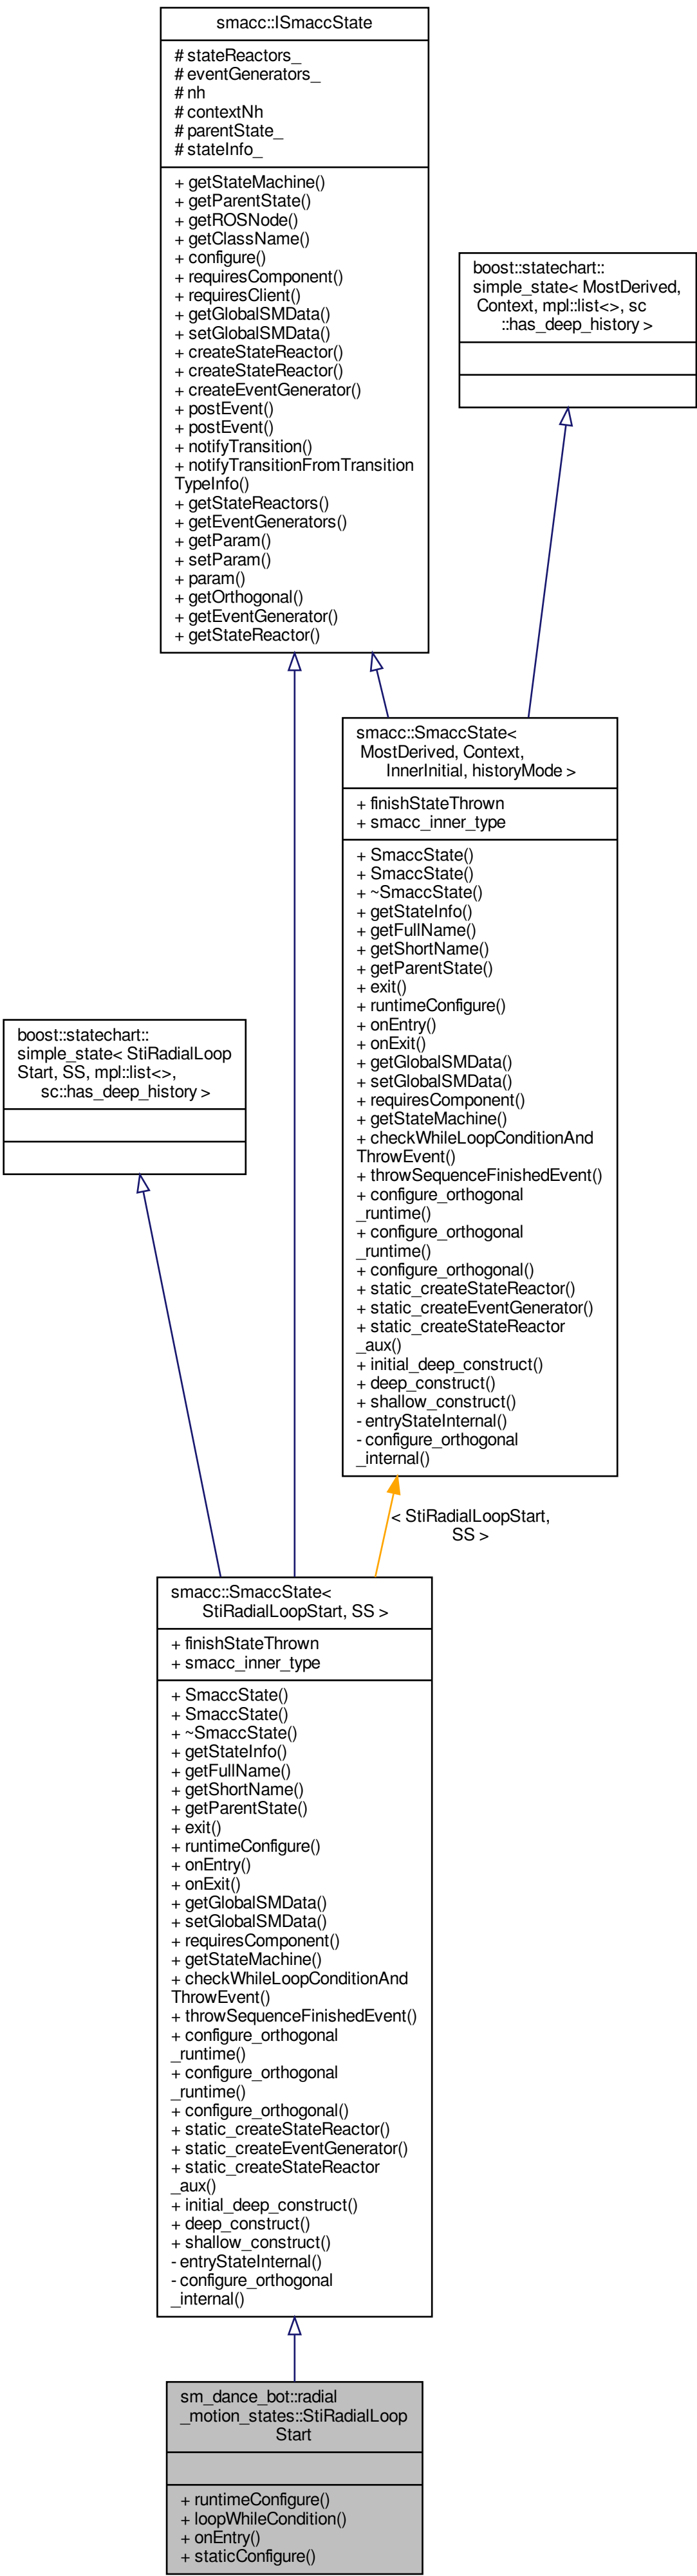 smacc::ISmaccState
# stateReactors_
# eventGenerators_
# nh
# contextNh
# parentState_
# stateInfo_
+ getStateMachine()
+ getParentState()
+ getROSNode()
+ getClassName()
+ configure()
+ requiresComponent()
+ requiresClient()
+ getGlobalSMData()
+ setGlobalSMData()
+ createStateReactor()
+ createStateReactor()
+ createEventGenerator()
+ postEvent()
+ postEvent()
+ notifyTransition()
+ notifyTransitionFromTransition
TypeInfo()
+ getStateReactors()
+ getEventGenerators()
+ getParam()
+ setParam()
+ param()
+ getOrthogonal()
+ getEventGenerator()
+ getStateReactor()
boost::statechart::
simple_state< MostDerived,
Context, mpl::list<>, sc
::has_deep_history >
smacc::SmaccState<
MostDerived, Context,
InnerInitial, historyMode >
+ finishStateThrown
+ smacc_inner_type
+ SmaccState()
+ SmaccState()
+ ~SmaccState()
+ getStateInfo()
+ getFullName()
+ getShortName()
+ getParentState()
+ exit()
+ runtimeConfigure()
+ onEntry()
+ onExit()
+ getGlobalSMData()
+ setGlobalSMData()
+ requiresComponent()
+ getStateMachine()
+ checkWhileLoopConditionAnd
ThrowEvent()
+ throwSequenceFinishedEvent()
+ configure_orthogonal
_runtime()
+ configure_orthogonal
_runtime()
+ configure_orthogonal()
+ static_createStateReactor()
+ static_createEventGenerator()
+ static_createStateReactor
_aux()
+ initial_deep_construct()
+ deep_construct()
+ shallow_construct()
- entryStateInternal()
- configure_orthogonal
_internal()
boost::statechart::
simple_state< StiRadialLoop
Start, SS, mpl::list<>,
sc::has_deep_history >
< StiRadialLoopStart,
SS >
smacc::SmaccState<
StiRadialLoopStart, SS >
+ finishStateThrown
+ smacc_inner_type
+ SmaccState()
+ SmaccState()
+ ~SmaccState()
+ getStateInfo()
+ getFullName()
+ getShortName()
+ getParentState()
+ exit()
+ runtimeConfigure()
+ onEntry()
+ onExit()
+ getGlobalSMData()
+ setGlobalSMData()
+ requiresComponent()
+ getStateMachine()
+ checkWhileLoopConditionAnd
ThrowEvent()
+ throwSequenceFinishedEvent()
+ configure_orthogonal
_runtime()
+ configure_orthogonal
_runtime()
+ configure_orthogonal()
+ static_createStateReactor()
+ static_createEventGenerator()
+ static_createStateReactor
_aux()
+ initial_deep_construct()
+ deep_construct()
+ shallow_construct()
- entryStateInternal()
- configure_orthogonal
_internal()
sm_dance_bot::radial
_motion_states::StiRadialLoop
Start
+ runtimeConfigure()
+ loopWhileCondition()
+ onEntry()
+ staticConfigure()